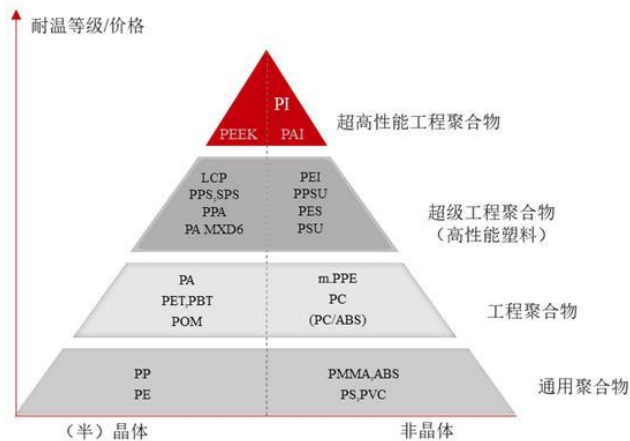 耐温等级/价格
PI
PEEK
PAI
超高性能工程聚合物
LCP
PPS,SPS
PPA
PA MXD6
PEI
PPSU
PES
PSU
超级工程聚合物
（高性能塑料）
PA
PET,PBT
POM
m.PPE
PC
(PC/ABS)
工程聚合物
PP
PE
PMMA,ABS
PS,PVC
通用聚合物
（半）晶体
非晶体